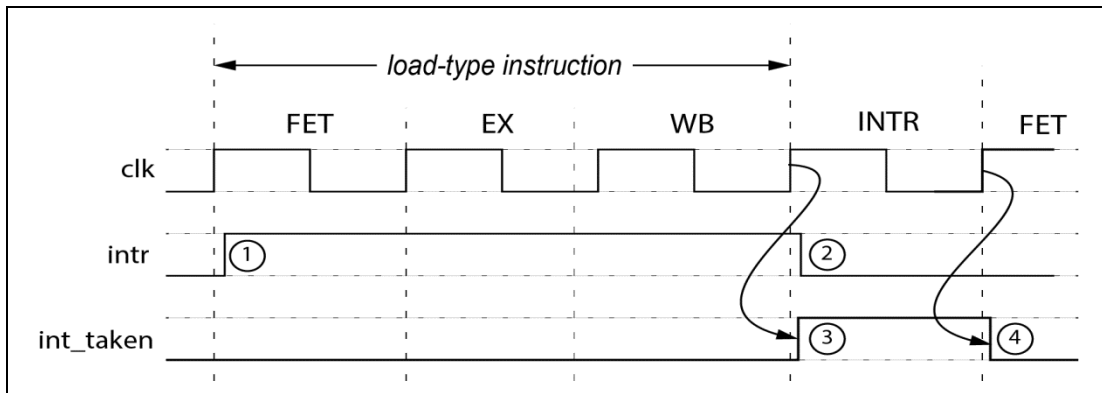 load-type instruction
FET EX WB INTR FET
clk
intr 1 2
int_taken 3 4